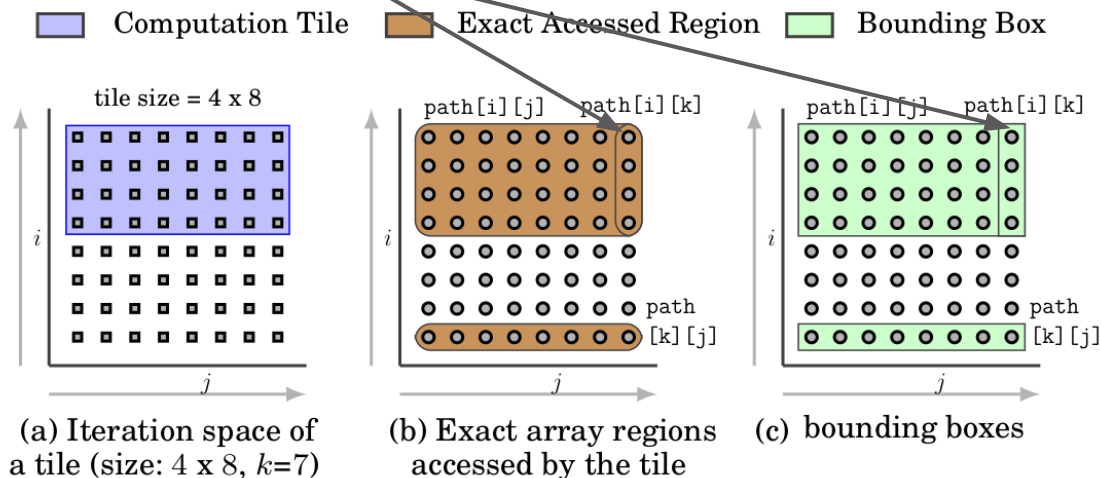 Computation Tile
Exact Accessed Region
Bounding Box
tile size = 4 x 8
i
j
(a) Iteration space of
a tile (size: 4 x 8, k=7)
path[i][j]
path[i][k]
i
path
[k][j]
j
(b) Exact array regions
accessed by the tile
path[i][j]
path[i][k]
i
path
[k][j]
j
(c) bounding boxes